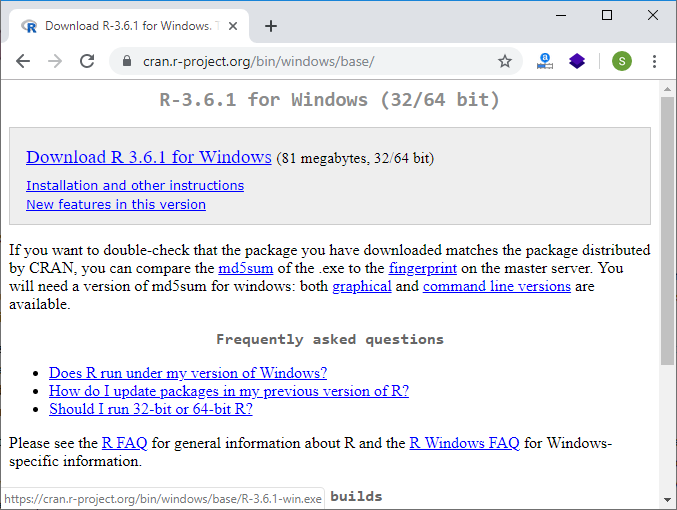 Download R-3.6.1 for Windows. T
cran.r-project.org/bin/windows/base/
S
R-3.6.1 for Windows (32/64 bit)
Download R 3.6.1 for Windows (81 megabytes, 32/64 bit)
Installation and other instructions
New features in this version
If you want to double-check that the package you have downloaded matches the package distributed
by CRAN, you can compare the md5sum of the .exe to the fingerprint on the master server. You
will need a version of md5sum for windows: both graphical and command line versions are
available.
Frequently asked questions
• Does R run under my version of Windows?
• How do I update packages in my previous version of R?
• Should I run 32-bit or 64-bit R?
Please see the R FAQ for general information about R and the R Windows FAQ for Windows-
specific information.
https://cran.r-project.org/bin/windows/base/R-3.6.1-win.exe builds